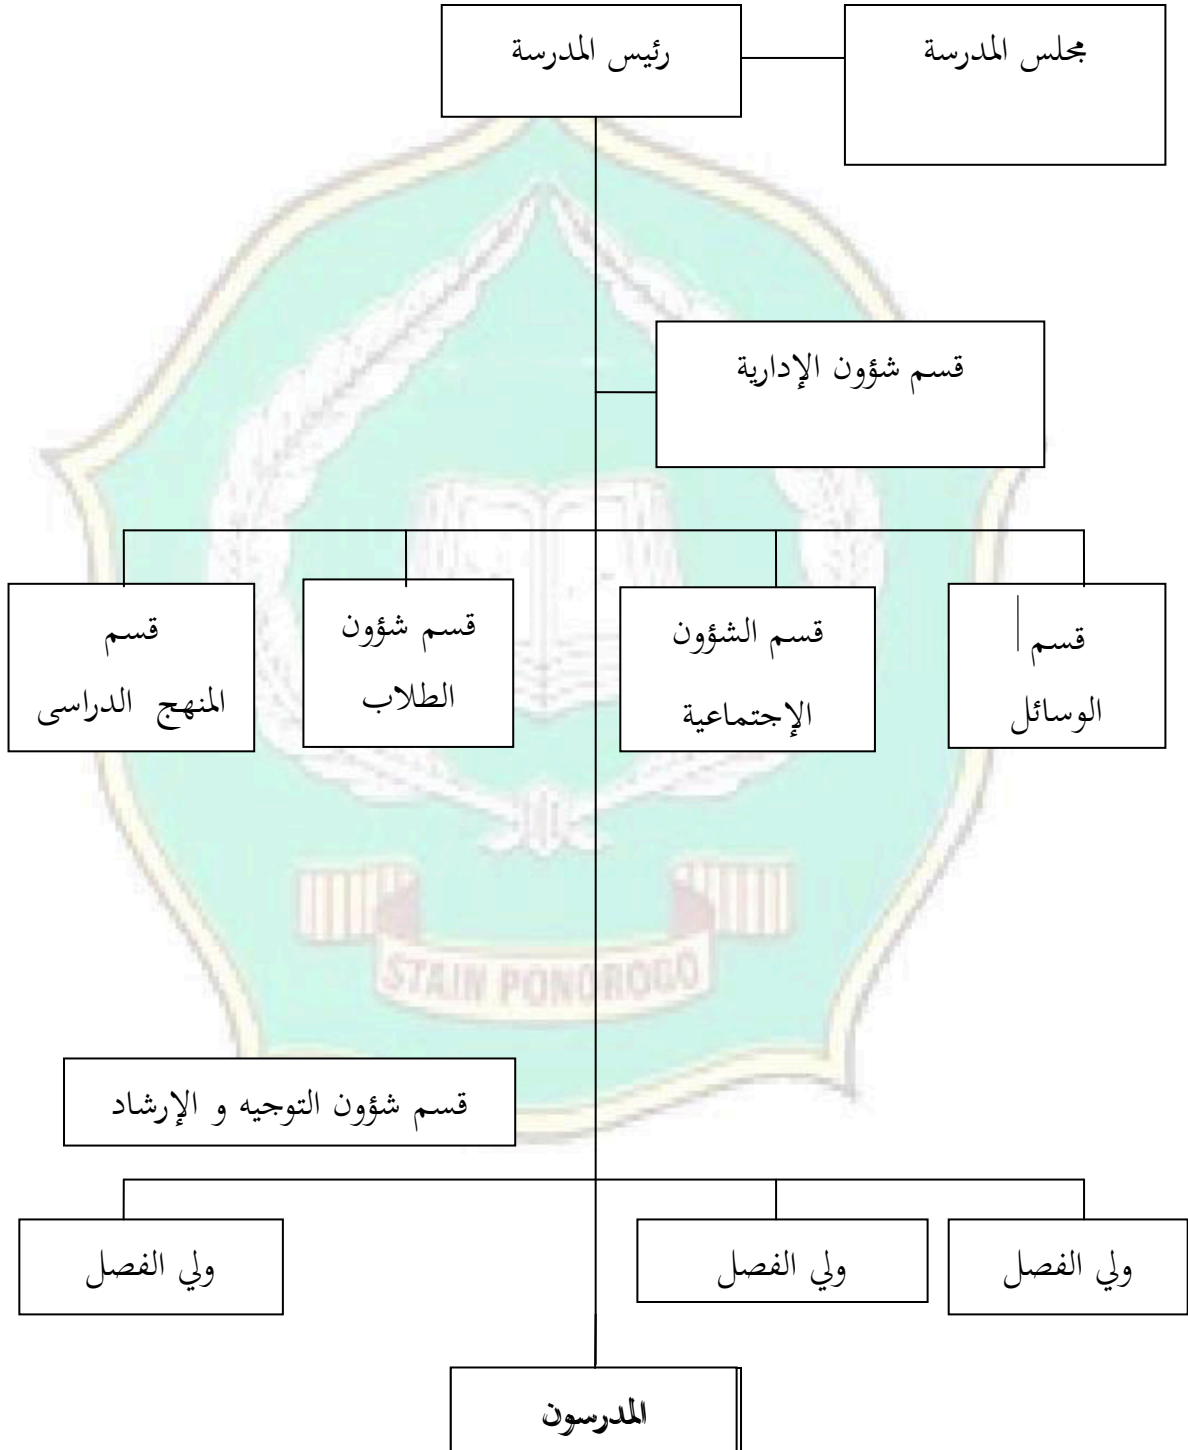 مجلس المدرسة
رئيس المدرسة
قسم شؤون الإدارية
قسم
الوسائل
قسم الشؤون
الإجتماعية
قسم شؤون
الطلاب
قسم
المنهج الدراسى
STAIN PONOROGO
قسم شؤون التوجيه و الإرشاد
ولي الفصل
ولي الفصل
ولي الفصل
المدرسون